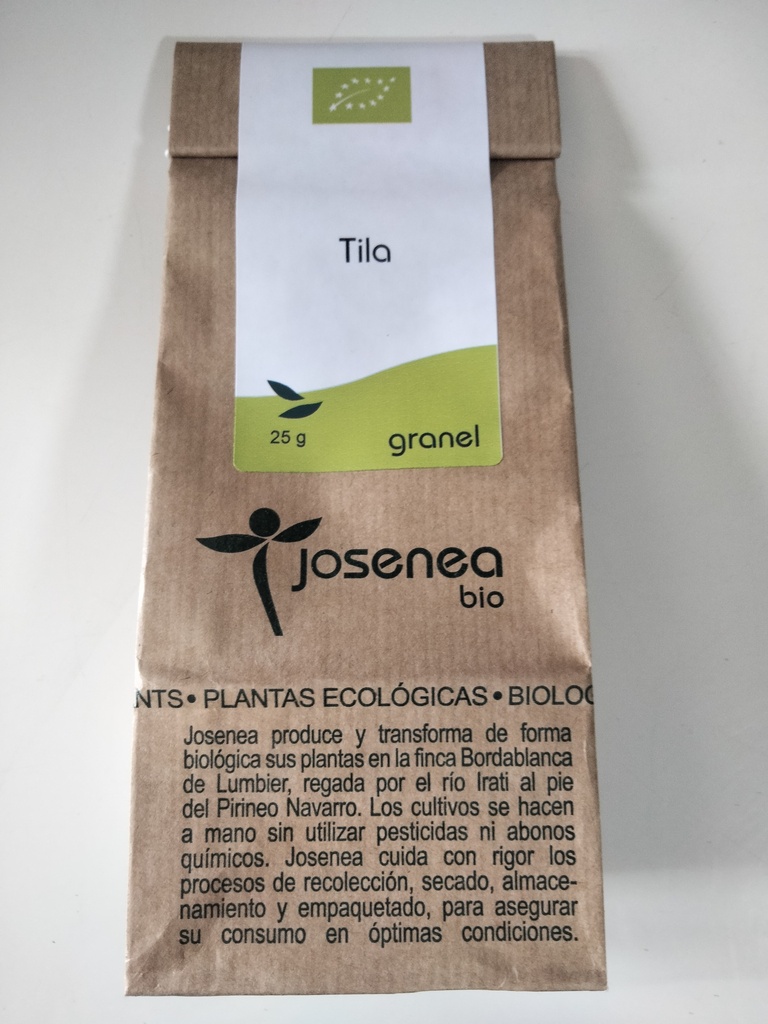 Tila
25 g
granel
josenea
bio
NTS • PLANTAS ECOLÓGICAS • BIOLOG
Josenea produce y transforma de forma
biológica sus plantas en la finca Bordablanca
de Lumbier, regada por el río Irati al pie
del Pirineo Navarro. Los cultivos se hacen
a mano sin utilizar pesticidas ni abonos
químicos. Josenea cuida con rigor los
procesos de recolección, secado, almace-
namiento y empaquetado, para asegurar
su consumo en óptimas condiciones.